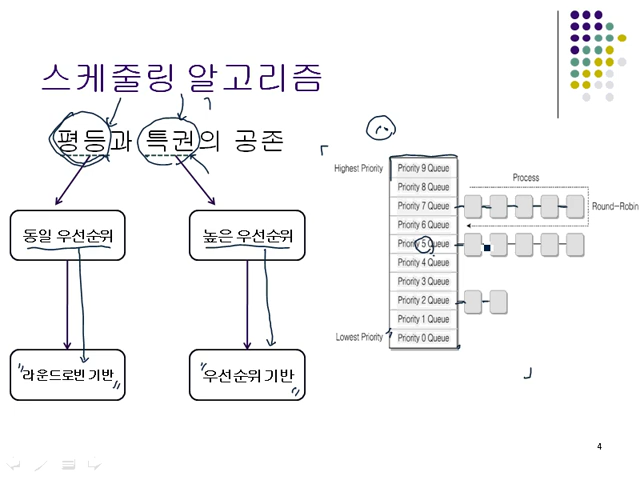 스케줄링 알고리즘
평등과 특권의 공존
동일 우선순위
높은 우선순위
라운드로빈 기반
우선순위 기반
Highest Priority
Priority 9 Queue
Priority 8 Queue
Process
Priority 7 Queue
Round-Robin
Priority 6 Queue
Priority 5 Queue
Priority 4 Queue
Priority 3 Queue
Priority 2 Queue
Priority 1 Queue
Lowest Priority
Priority 0 Queue
4